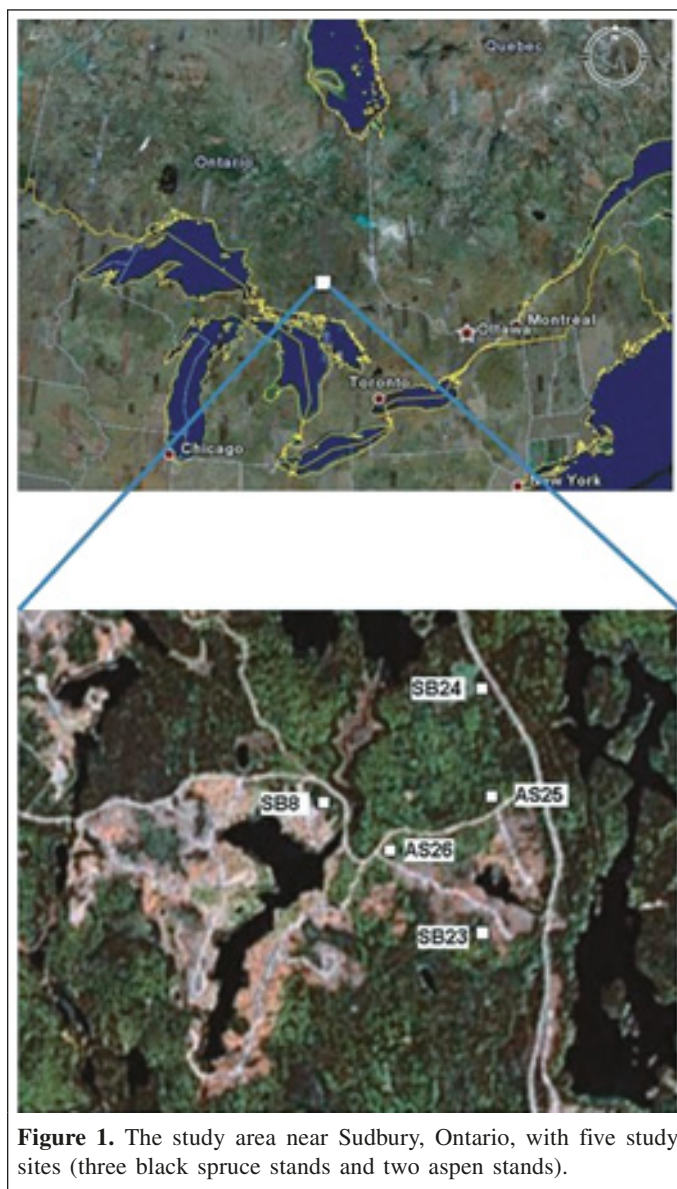 Quebec
Ontario
Montréal
Ottawa
Toronto
Chicago
New York
SB24
SB8
AS25
AS26
SB23
Figure 1. The study area near Sudbury, Ontario, with five study
sites (three black spruce stands and two aspen stands).